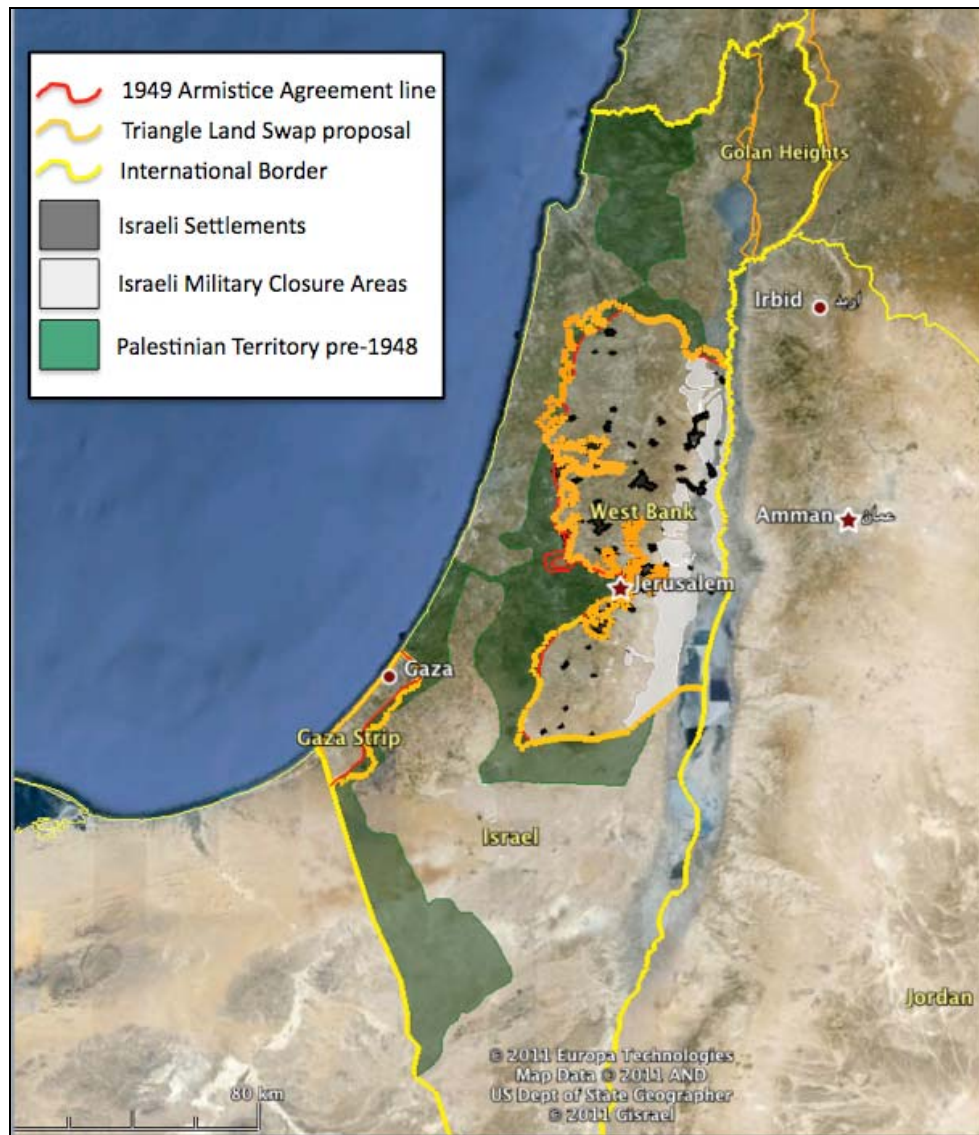 1949 Armistice Agreement line
Triangle Land Swap proposal
International Border
Israeli Settlements
Israeli Military Closure Areas
Palestinian Territory pre-1948
Golan Heights
Irbid اربد
West Bank
Amman عمان
Jerusalem
Gaza
Gaza Strip
Israel
Jordan
© 2011 Europa Technologies
Map Data © 2011 AND
US Dept of State Geographer
© 2011 Gisrael
80 km